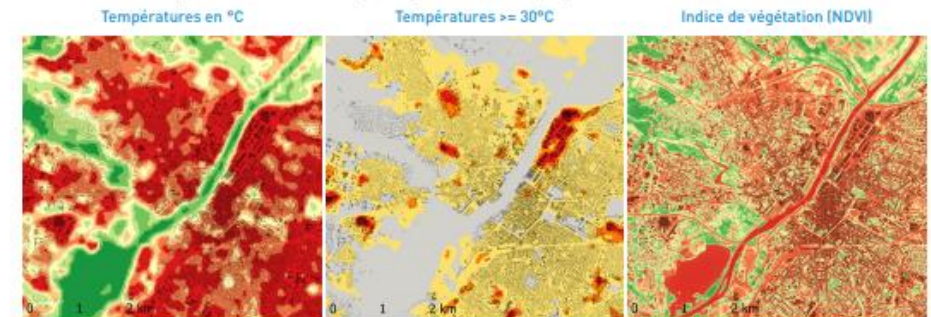 Températures en °C
Températures >= 30°C
Indice de végétation (NDVI)
0 1 2 km
0 1 2 km
0 1 2 km